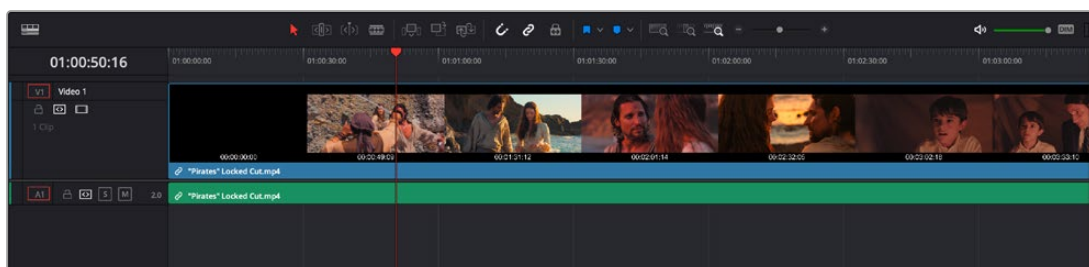 DIM
01:00:50:16
01:00:00:00
01:00:30:00
01:01:00:00
01:01:30:00
01:02:00:00
01:02:30:00
01:03:00:00
V1 Video 1
1 Clip
00:00:00:00
00:00:49:09
00:01:31:12
00:02:01:14
00:02:32:05
00:03:02:18
00:03:33:10
"Pirates" Locked Cut.mp4
A1 S M 2.0
"Pirates" Locked Cut.mp4